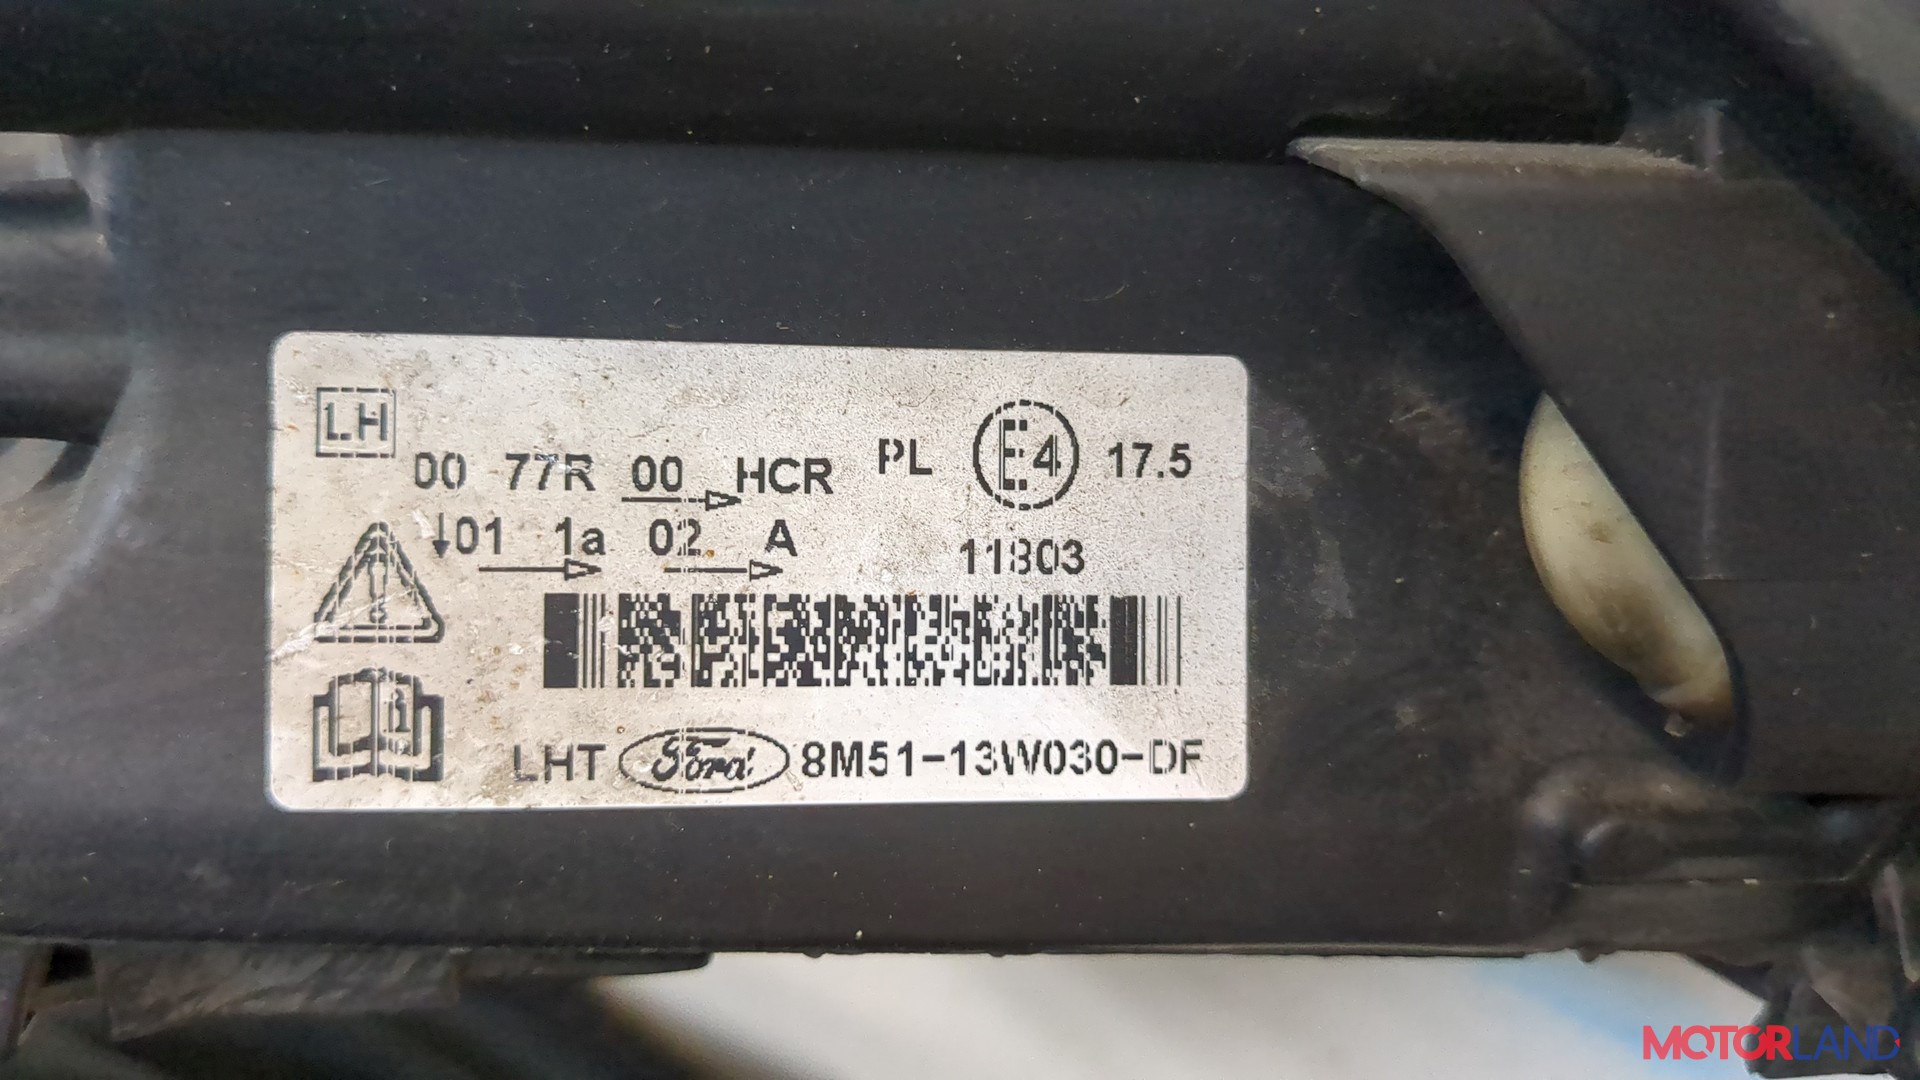 LH
00 77R 00 HCR PL E4 17.5
01 1a 02 A 11803
LHT Ford 8M51-13W030-DF
MOTORLAND